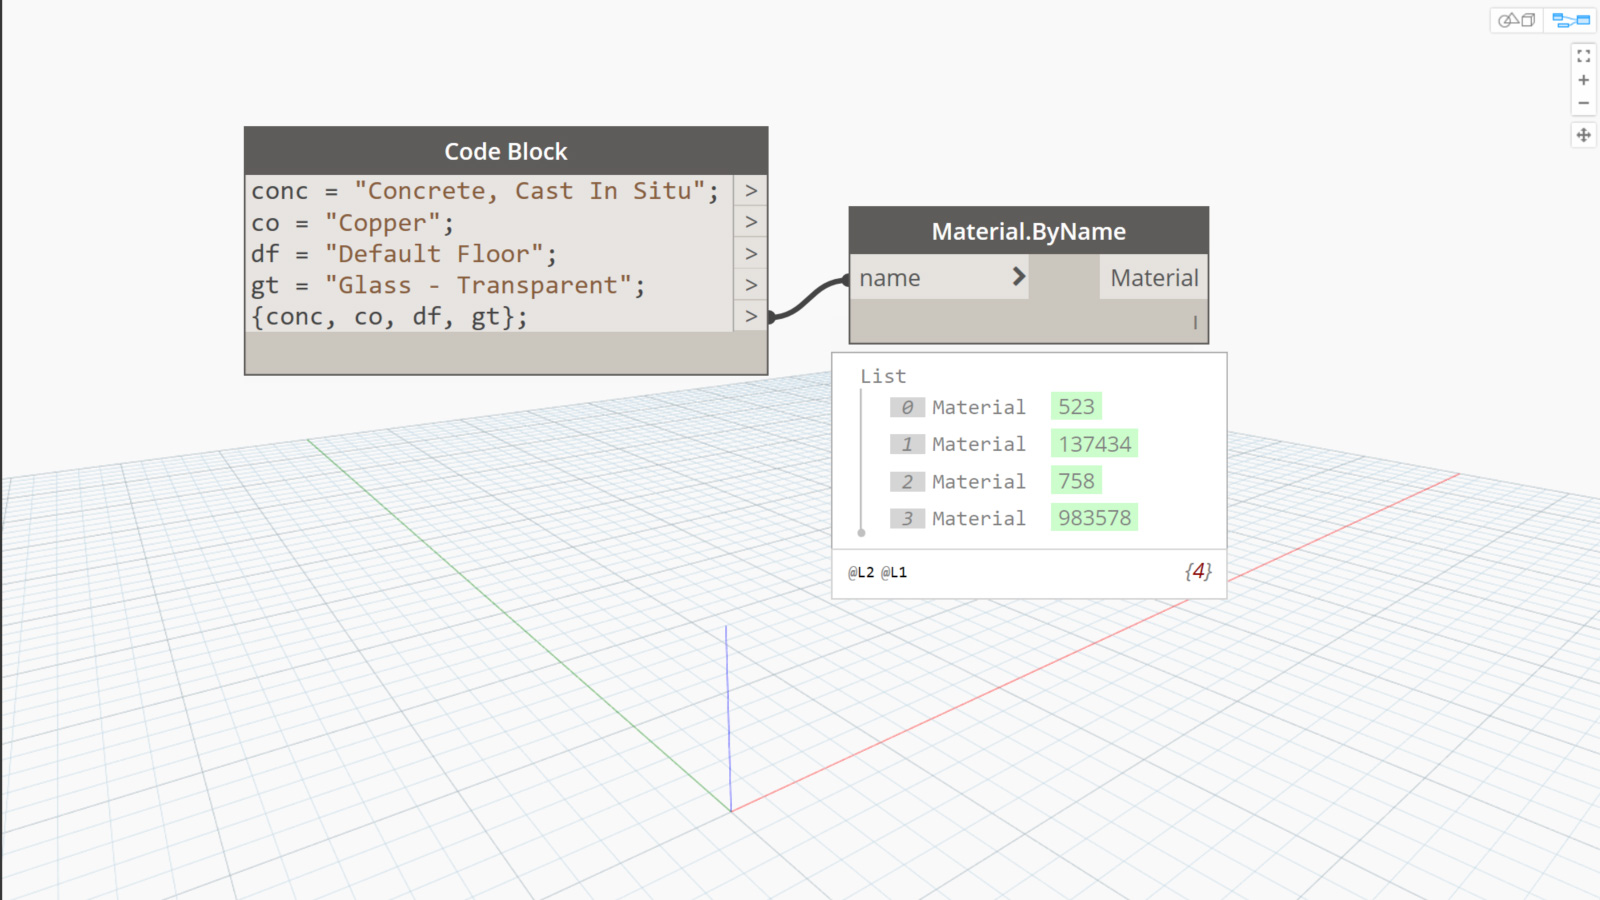 Code Block
conc = "Concrete, Cast In Situ"; >
co = "Copper"; >
df = "Default Floor"; >
gt = "Glass - Transparent"; >
{conc, co, df, gt}; >
Material.ByName
name > Material
l
List
0 Material 523
1 Material 137434
2 Material 758
3 Material 983578
@L2 @L1 {4}